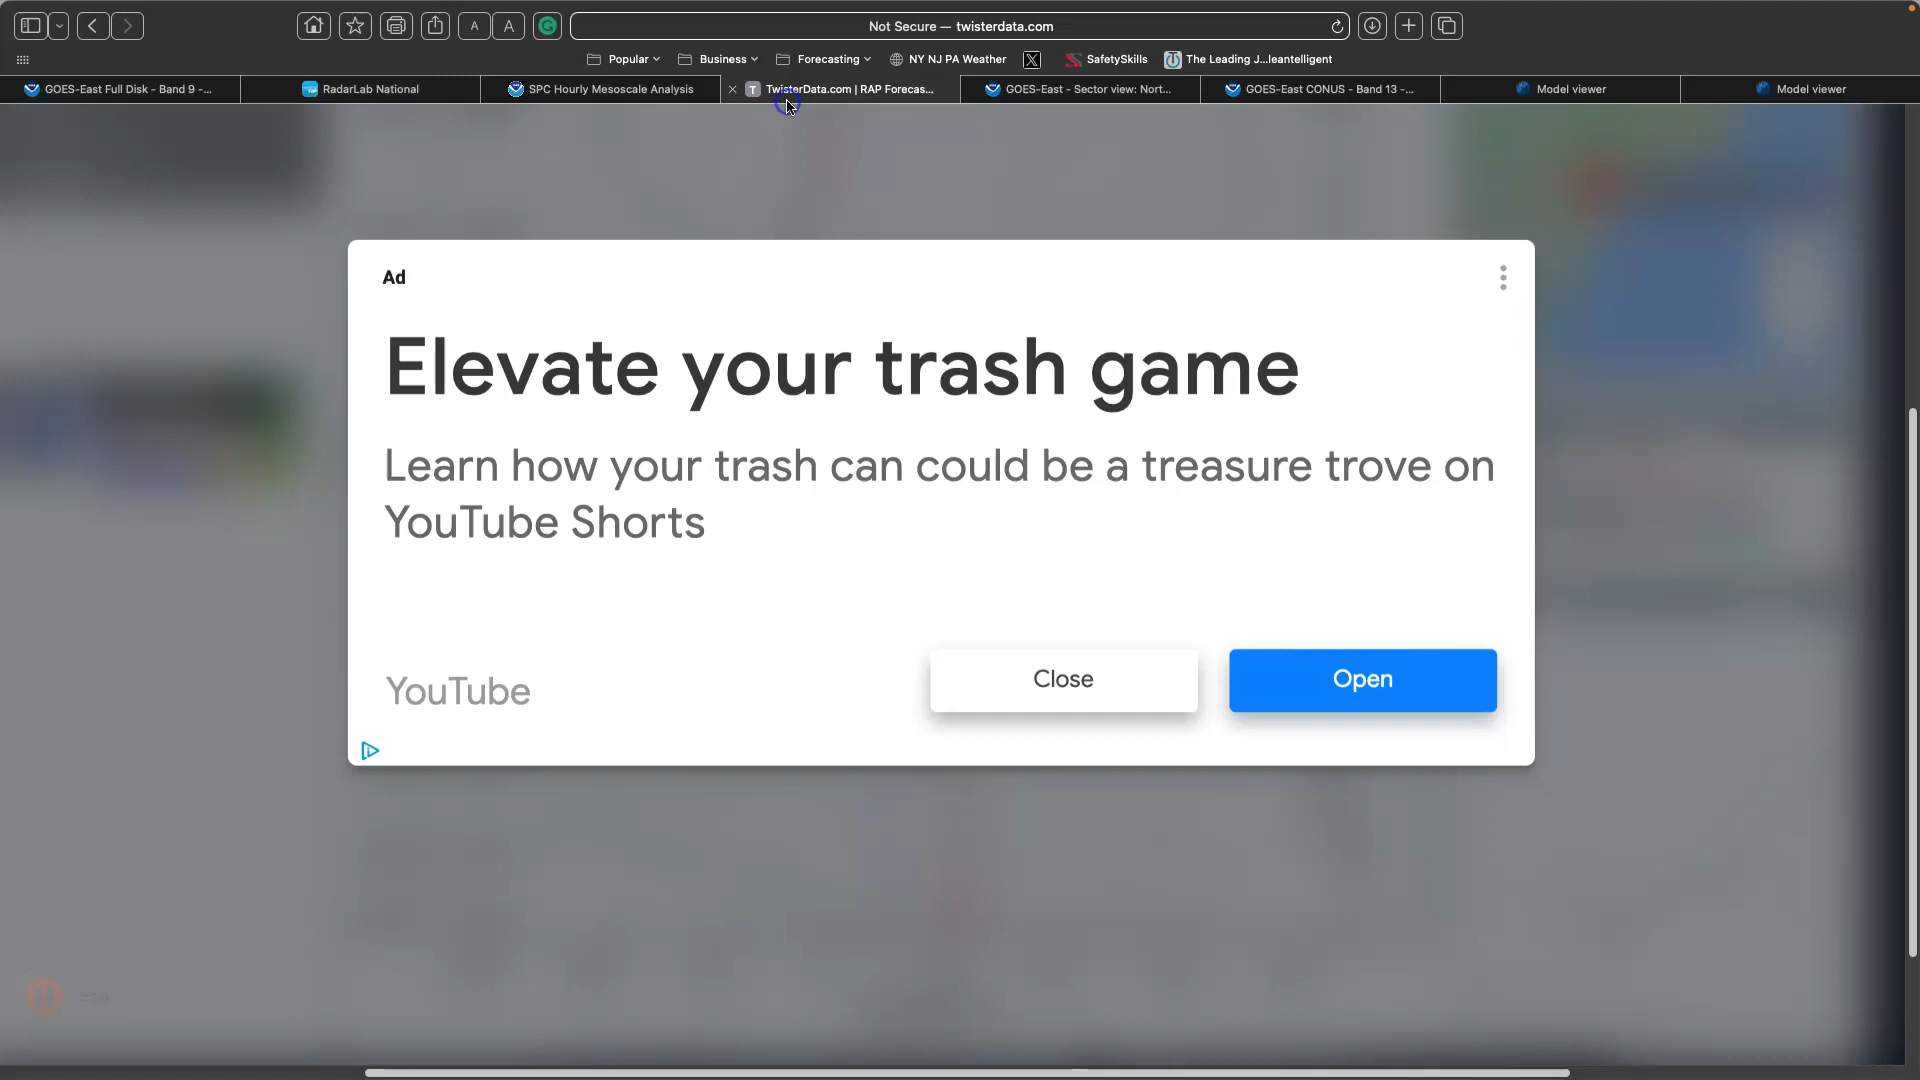 Not Secure — twisterdata.com
Popular
Business
Forecasting
NY NJ PA Weather
SafetySkills
The Leading J...leantelligent
GOES-East Full Disk - Band 9 -...
RadarLab National
SPC Hourly Mesoscale Analysis
TwisterData.com | RAP Forecas...
GOES-East - Sector view: Nort...
GOES-East CONUS - Band 13 -...
Model viewer
Model viewer
Ad
Elevate your trash game
Learn how your trash can could be a treasure trove on
YouTube Shorts
YouTube
Close
Open